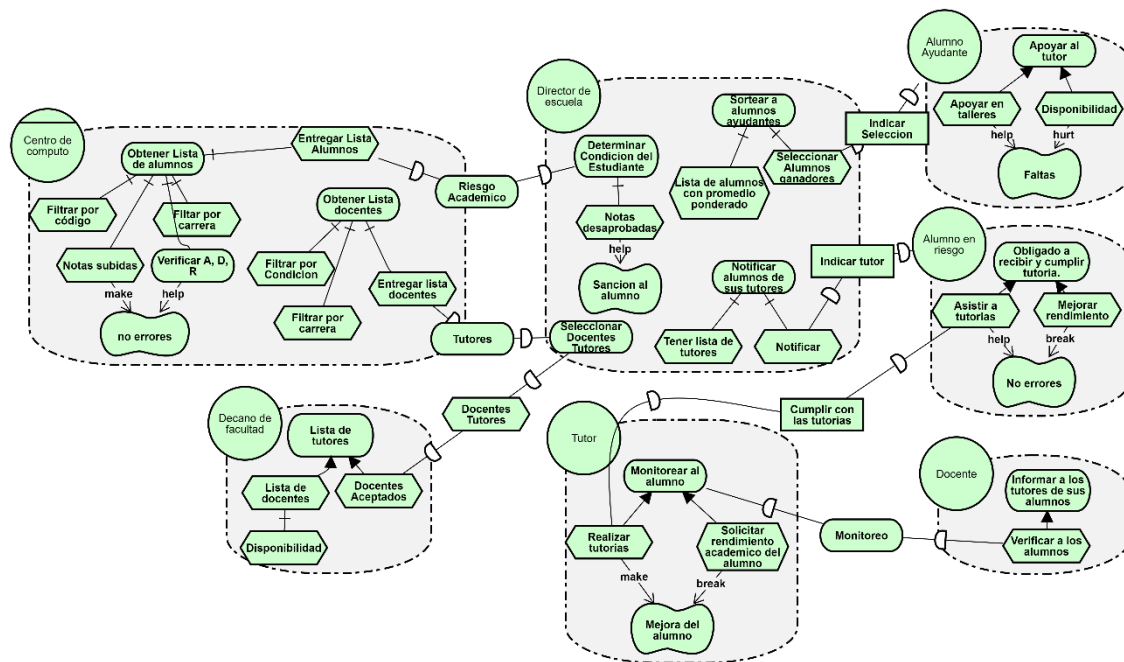 Centro de
computo
Obtener Lista
de alumnos
Entregar Lista
Alumnos
Filtrar por
código
Filtar por
carrera
Notas subidas
Verificar A, D,
R
make
help
no errores
Obtener Lista
docentes
Filtrar por
Condicion
Filtrar por
carrera
Entregar lista
docentes
Riesgo
Academico
Tutores
Director de
escuela
Determinar
Condicion del
Estudiante
Notas
desaprobadas
help
Sancion al
alumno
Sortear a
alumnos
ayudantes
Lista de alumnos
con promedio
ponderado
Seleccionar
Alumnos
ganadores
Notificar
alumnos de
sus tutores
Tener lista de
tutores
Notificar
Seleccionar
Docentes
Tutores
Indicar
Seleccion
Indicar tutor
Alumno
Ayudante
Apoyar al
tutor
Apoyar en
talleres
Disponibilidad
help
hurt
Faltas
Alumno en
riesgo
Obligado a
recibir y cumplir
tutoria.
Asistir a
tutorias
Mejorar
rendimiento
help
break
No errores
Decano de
facultad
Lista de
tutores
Lista de
docentes
Docentes
Aceptados
Disponibilidad
Docentes
Tutores
Cumplir con
las tutorias
Tutor
Monitorear al
alumno
Realizar
tutorias
Solicitar
rendimiento
academico del
alumno
make
break
Mejora del
alumno
Monitoreo
Docente
Informar a los
tutores de sus
alumnos
Verificar a los
alumnos